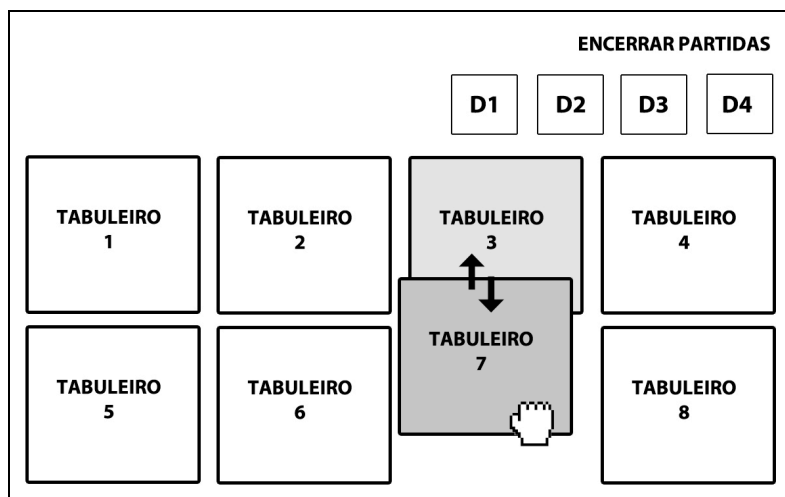 ENCERRAR PARTIDAS
D1 D2 D3 D4
TABULEIRO
1
TABULEIRO
2
TABULEIRO
3
TABULEIRO
4
TABULEIRO
5
TABULEIRO
6
TABULEIRO
7
TABULEIRO
8